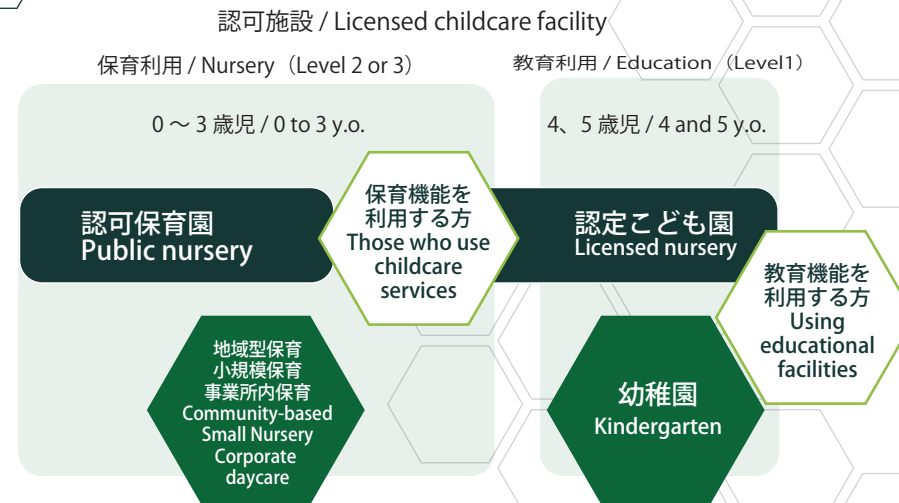 認可施設 / Licensed childcare facility
保育利用 / Nursery（Level 2 or 3）
教育利用 / Education（Level1）
0 ～ 3 歳児 / 0 to 3 y.o.
4、5 歳児 / 4 and 5 y.o.
認可保育園
Public nursery
保育機能を
利用する方
Those who use
childcare
services
認定こども園
Licensed nursery
教育機能を
利用する方
Using
educational
facilities
地域型保育
小規模保育
事業所内保育
Community-based
Small Nursery
Corporate
daycare
幼稚園
Kindergarten